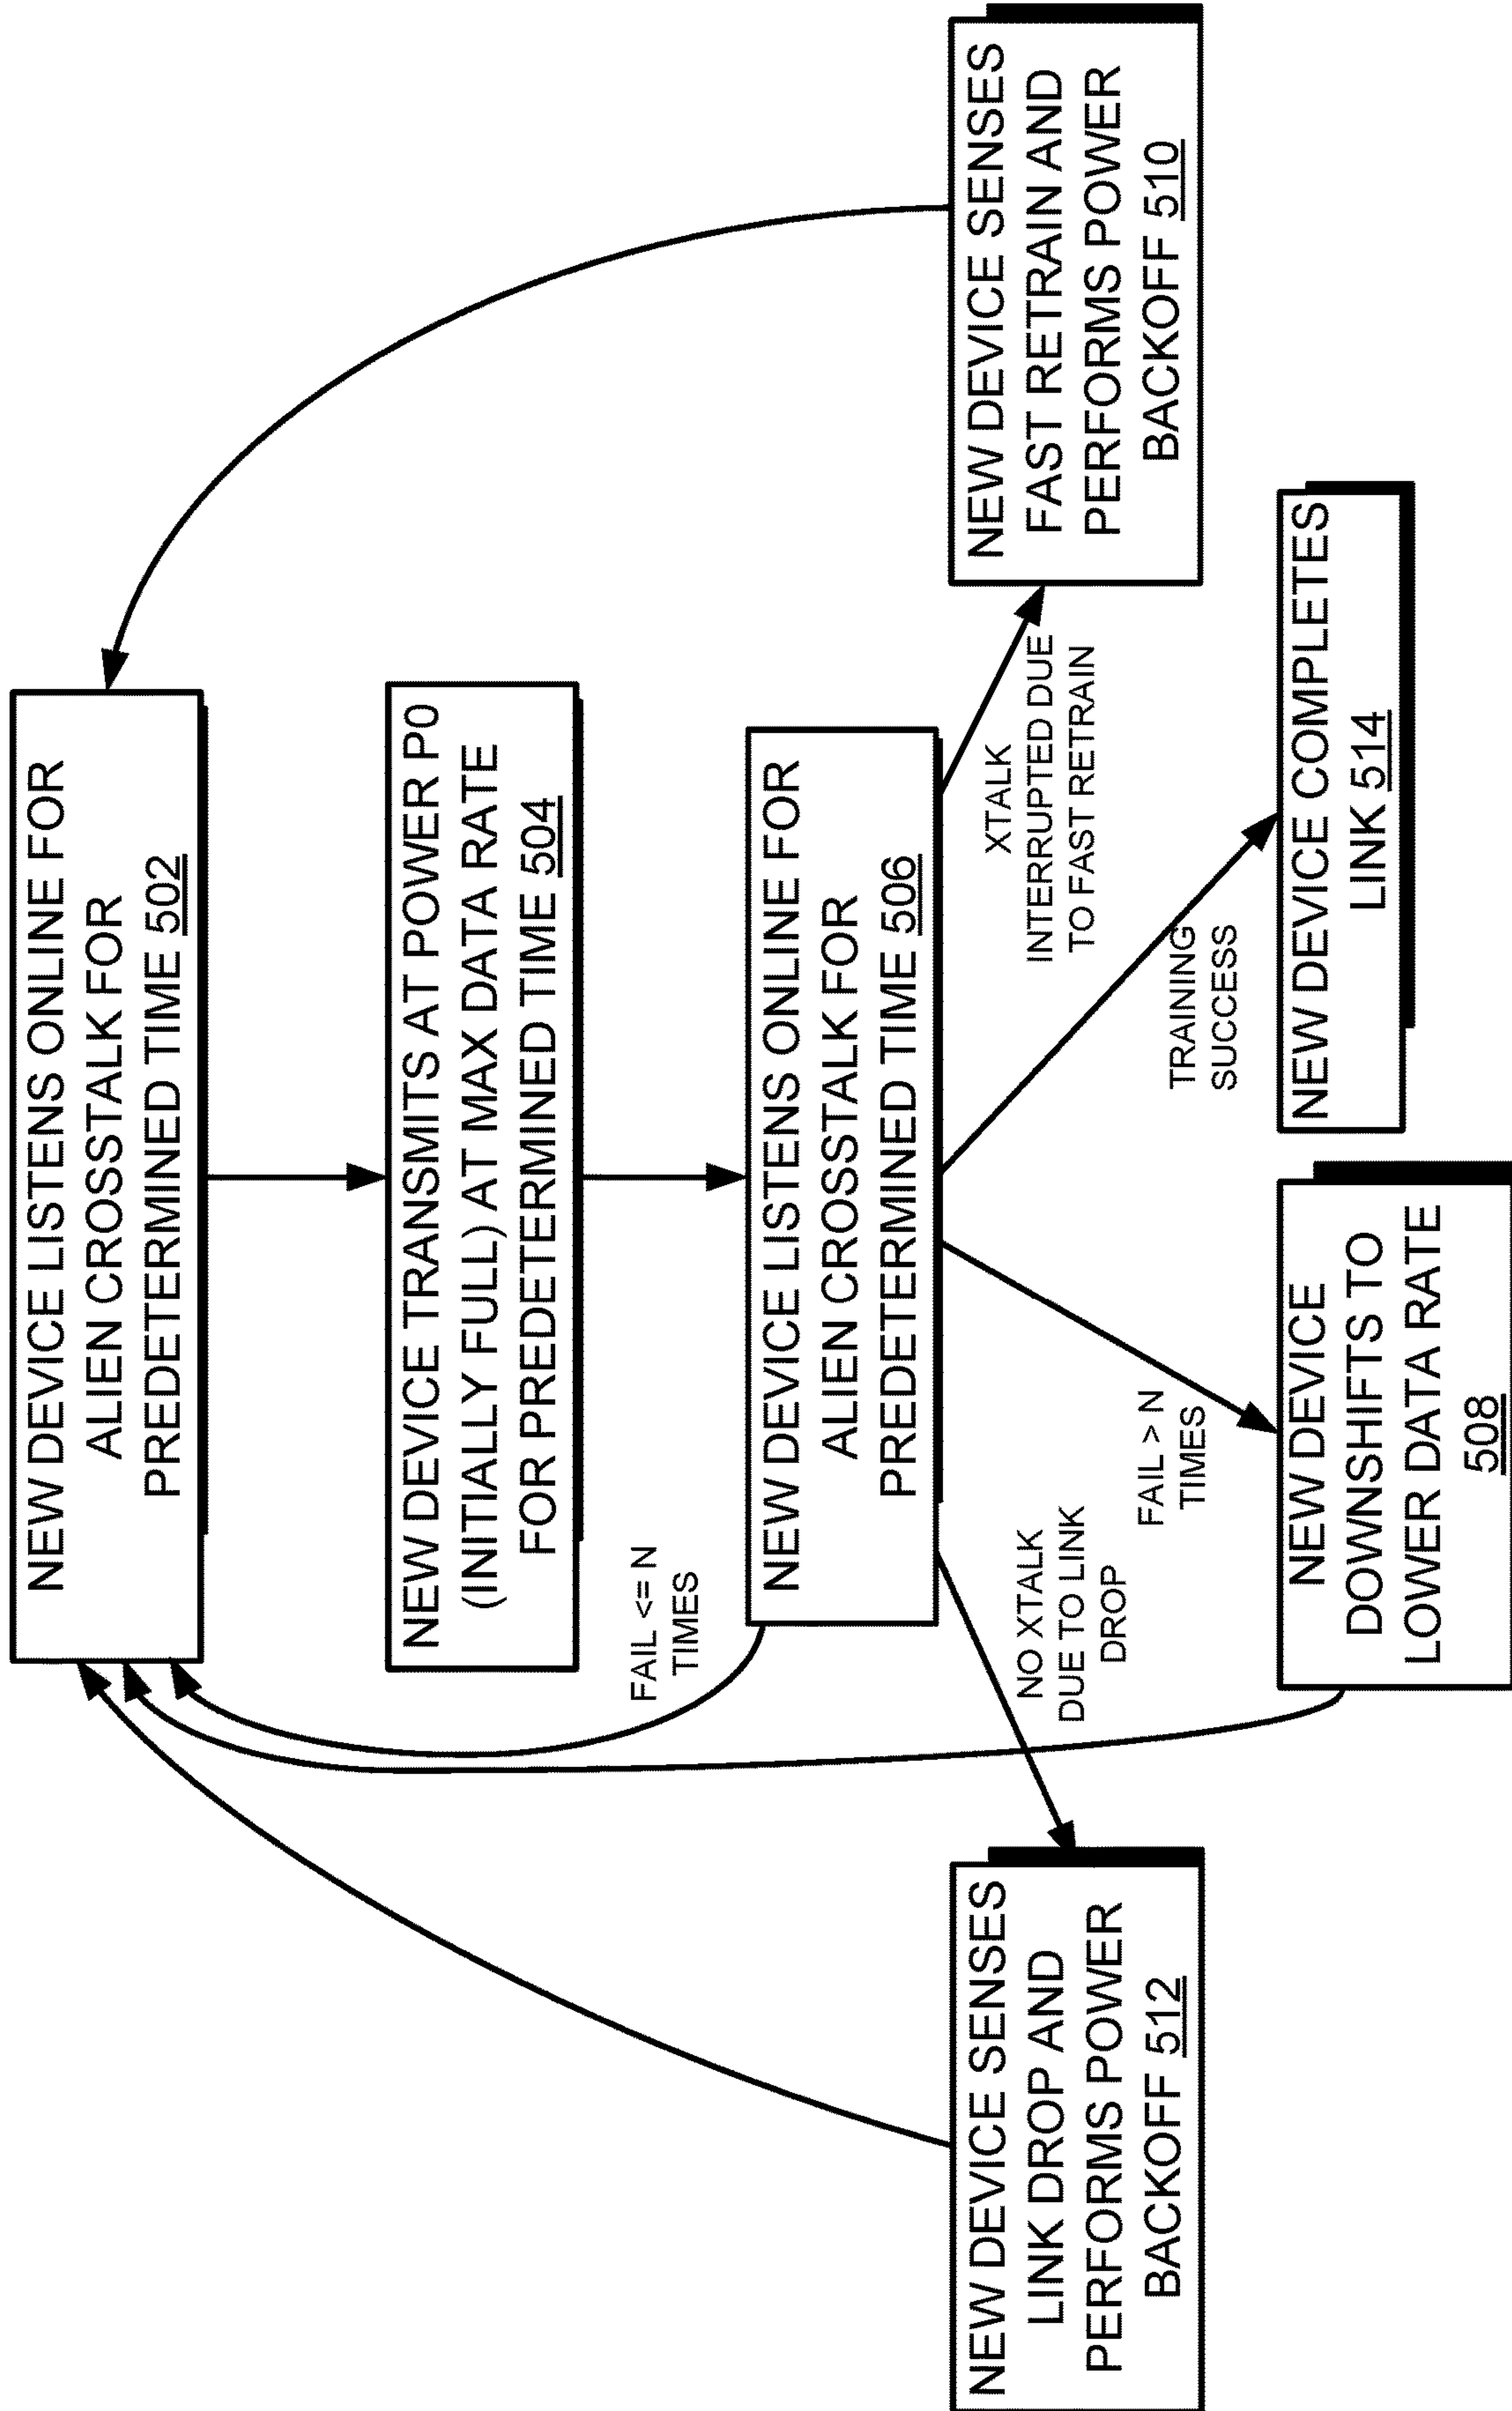 NEW DEVICE LISTENS ONLINE FOR
ALIEN CROSSTALK FOR
PREDETERMINED TIME 502
NEW DEVICE TRANSMITS AT POWER P0
(INITIALLY FULL) AT MAX DATA RATE
FOR PREDETERMINED TIME 504
FAIL <= N
TIMES
NEW DEVICE LISTENS ONLINE FOR
ALIEN CROSSTALK FOR
PREDETERMINED TIME 506
NO XTALK
DUE TO LINK
DROP
FAIL > N
TIMES
TRAINING
SUCCESS
XTALK
INTERRUPTED DUE
TO FAST RETRAIN
NEW DEVICE SENSES
LINK DROP AND
PERFORMS POWER
BACKOFF 512
NEW DEVICE
DOWNSHIFTS TO
LOWER DATA RATE
508
NEW DEVICE COMPLETES
LINK 514
NEW DEVICE SENSES
FAST RETRAIN AND
PERFORMS POWER
BACKOFF 510